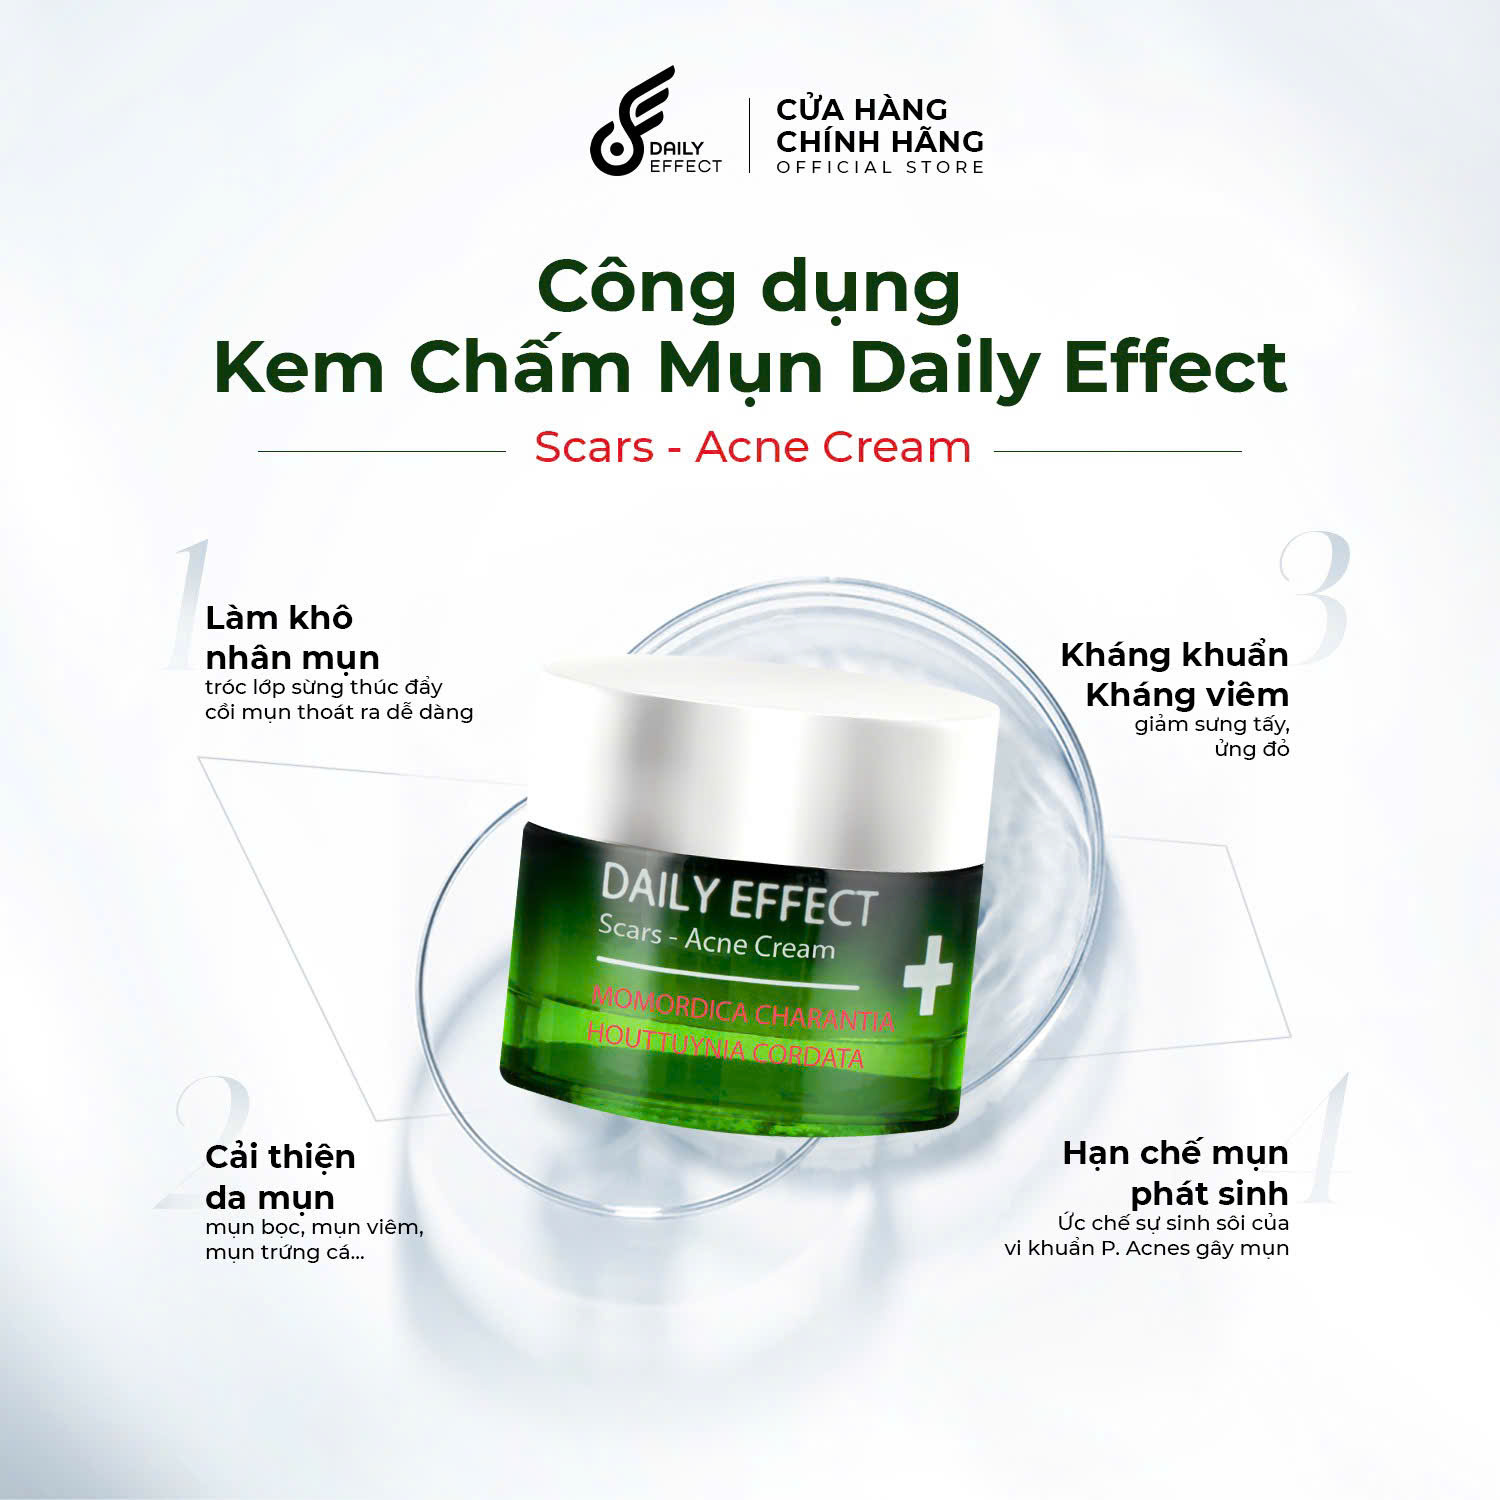 DAILY
EFFECT
CỬA HÀNG
CHÍNH HÃNG
OFFICIAL STORE
Công dụng
Kem Chấm Mụn Daily Effect
Scars - Acne Cream
1
Làm khô
nhân mụn
tróc lớp sừng thúc đẩy
cồi mụn thoát ra dễ dàng
2
Cải thiện
da mụn
mụn bọc, mụn viêm,
mụn trứng cá...
3
Kháng khuẩn
Kháng viêm
giảm sưng tấy,
ửng đỏ
4
Hạn chế mụn
phát sinh
Ức chế sự sinh sôi của
vi khuẩn P. Acnes gây mụn
DAILY EFFECT
Scars - Acne Cream
MOMORDICA CHARANTIA
HOUTTUYNIA CORDATA